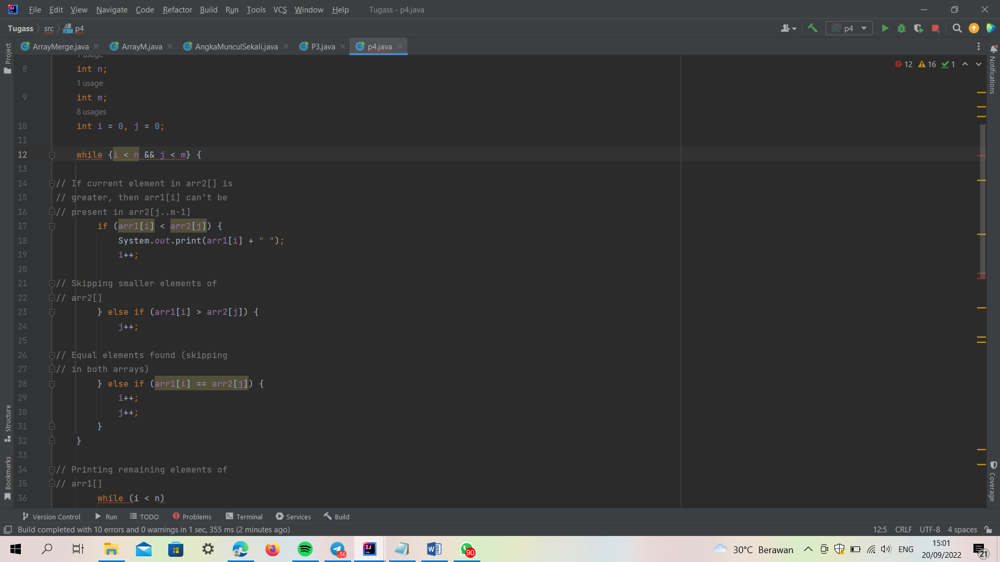 File Edit View Navigate Code Refactor Build Run Tools VCS Window Help Tugass - p4.java
Tugass src p4 p4
ArrayMerge.java ArrayM.java AngkaMunculSekali.java P3.java p4.java
Project
Notifications
12 16 1
1 usage
8 int n;
1 usage
9 int m;
8 usages
10 int i = 0, j = 0;
11
12 while {i < n && j < m} {
13
14 // If current element in arr2[] is
15 // greater, then arr1[i] can't be
16 // present in arr2[j..m-1]
17 if (arr1[i] < arr2[j]) {
18 System.out.print(arr1[i] + " ");
19 i++;
20
21 // Skipping smaller elements of
22 // arr2[]
23 } else if (arr1[i] > arr2[j]) {
24 j++;
25
26 // Equal elements found (skipping
27 // in both arrays)
28 } else if (arr1[i] == arr2[j]) {
29 i++;
30 j++;
31 }
32 }
33
34 // Printing remaining elements of
35 // arr1[]
36 while (i < n)
Structure
Bookmarks
Coverage
Version Control Run TODO Problems Terminal Services Build
Build completed with 10 errors and 0 warnings in 1 sec, 355 ms (2 minutes ago) 12:5 CRLF UTF-8 4 spaces
..56 IJ W 90 30°C Berawan ENG 15:01
20/09/2022 21